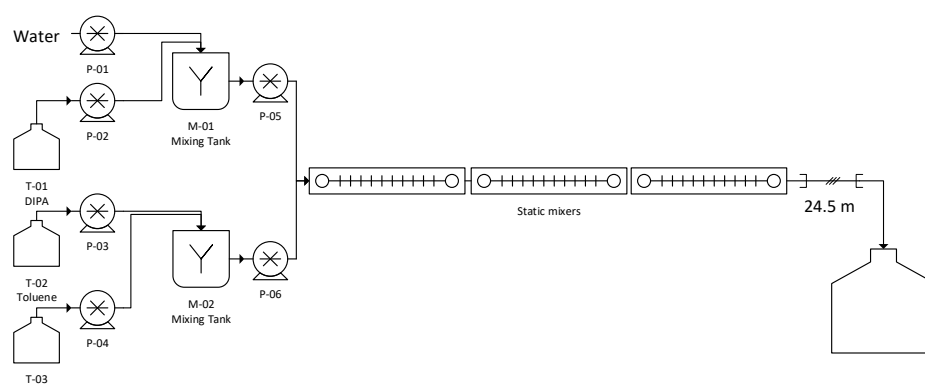 Water
P-01
P-02
M-01
Mixing Tank
P-05
T-01
DIPA
Static mixers
24.5 m
P-03
T-02
Toluene
M-02
Mixing Tank
P-06
P-04
T-03